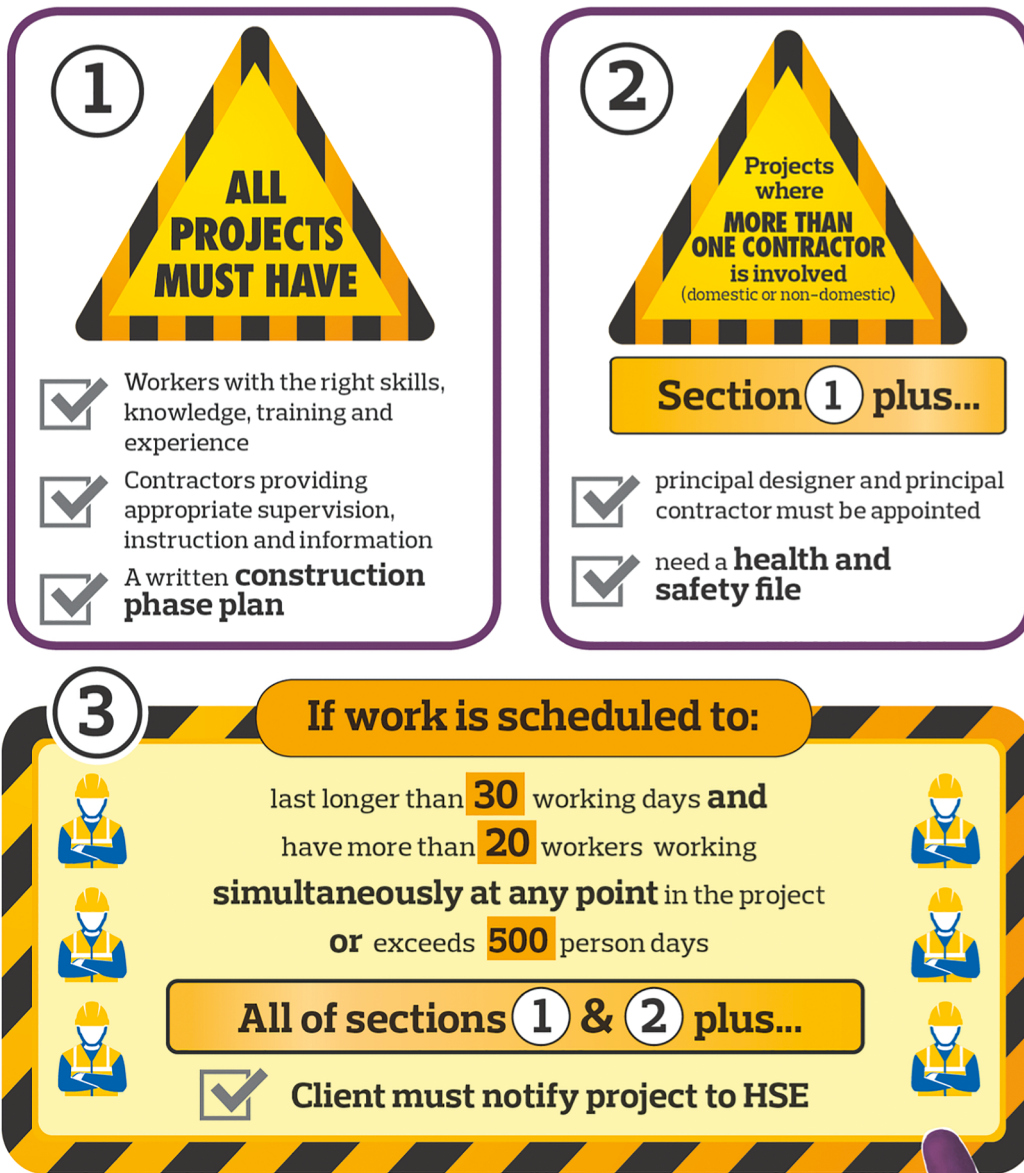 1
ALL
PROJECTS
MUST HAVE
Workers with the right skills,
knowledge, training and
experience
Contractors providing
appropriate supervision,
instruction and information
A written construction
phase plan
2
Projects
where
MORE THAN
ONE CONTRACTOR
is involved
(domestic or non-domestic)
Section 1 plus...
principal designer and principal
contractor must be appointed
need a health and
safety file
3
If work is scheduled to:
last longer than 30 working days and
have more than 20 workers working
simultaneously at any point in the project
or exceeds 500 person days
All of sections 1 & 2 plus...
Client must notify project to HSE